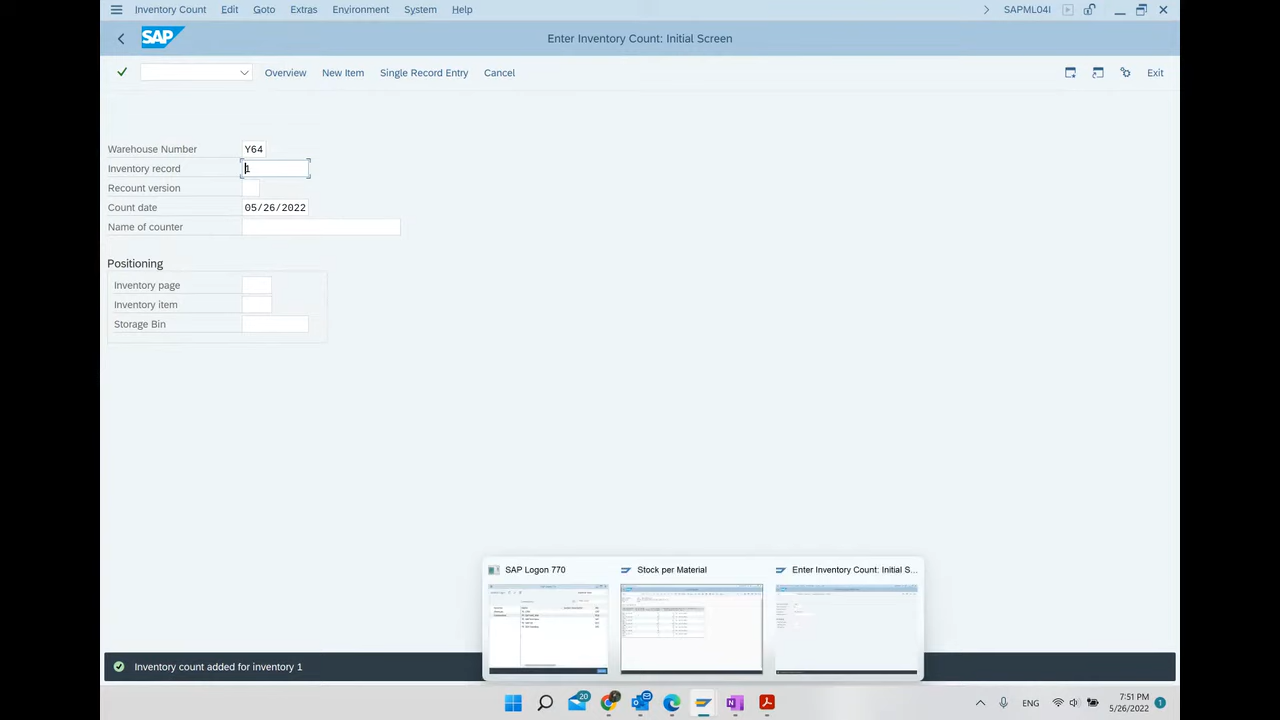 Inventory Count Edit Goto Extras Environment System Help SAPML04I
SAP Enter Inventory Count: Initial Screen
Overview New Item Single Record Entry Cancel Exit
Warehouse Number Y64
Inventory record 1
Recount version
Count date 05/26/2022
Name of counter
Positioning
Inventory page
Inventory item
Storage Bin
SAP Logon 770 Stock per Material Enter Inventory Count: Initial S...
Inventory count added for inventory 1
20
ENG
7:51 PM
5/26/2022
1